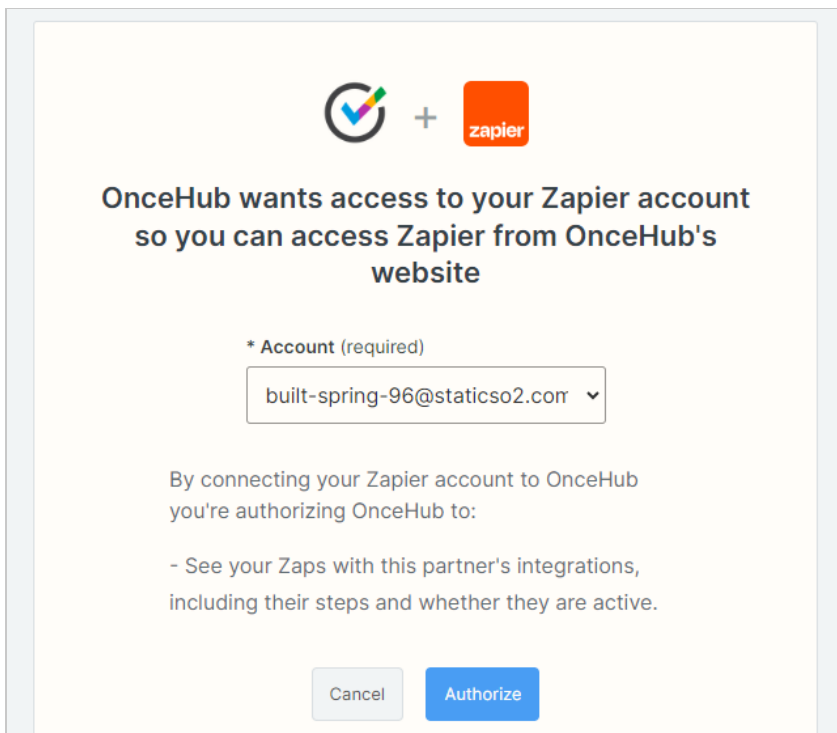 +
zapier
OnceHub wants access to your Zapier account
so you can access Zapier from OnceHub's
website
* Account (required)
built-spring-96@staticso2.com
By connecting your Zapier account to OnceHub
you're authorizing OnceHub to:
- See your Zaps with this partner's integrations,
including their steps and whether they are active.
Cancel
Authorize